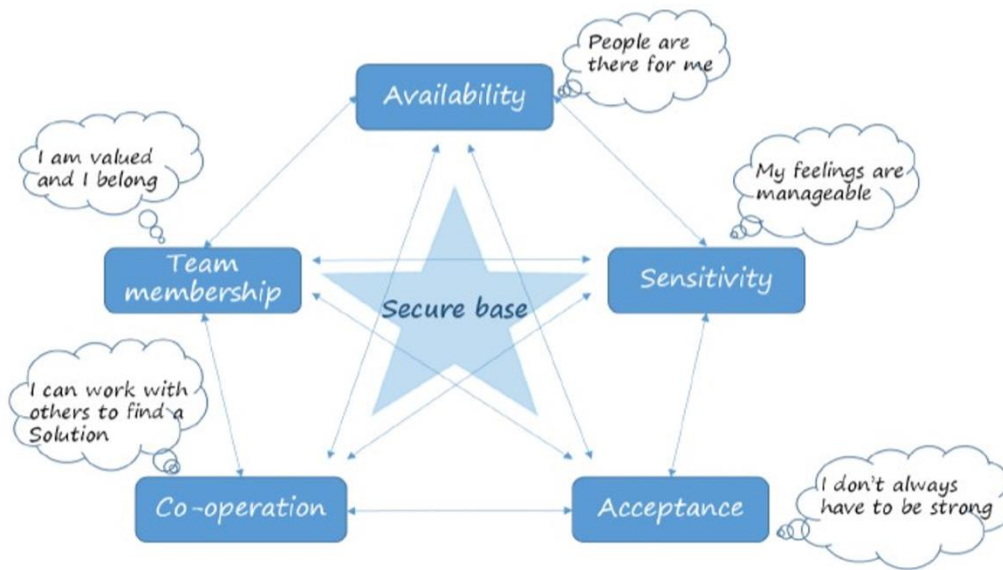 People are
there for me
Availability
I am valued
and I belong
My feelings are
manageable
Team
membership
Sensitivity
Secure base
I can work with
others to find a
Solution
Co-operation
Acceptance
I don't always
have to be strong